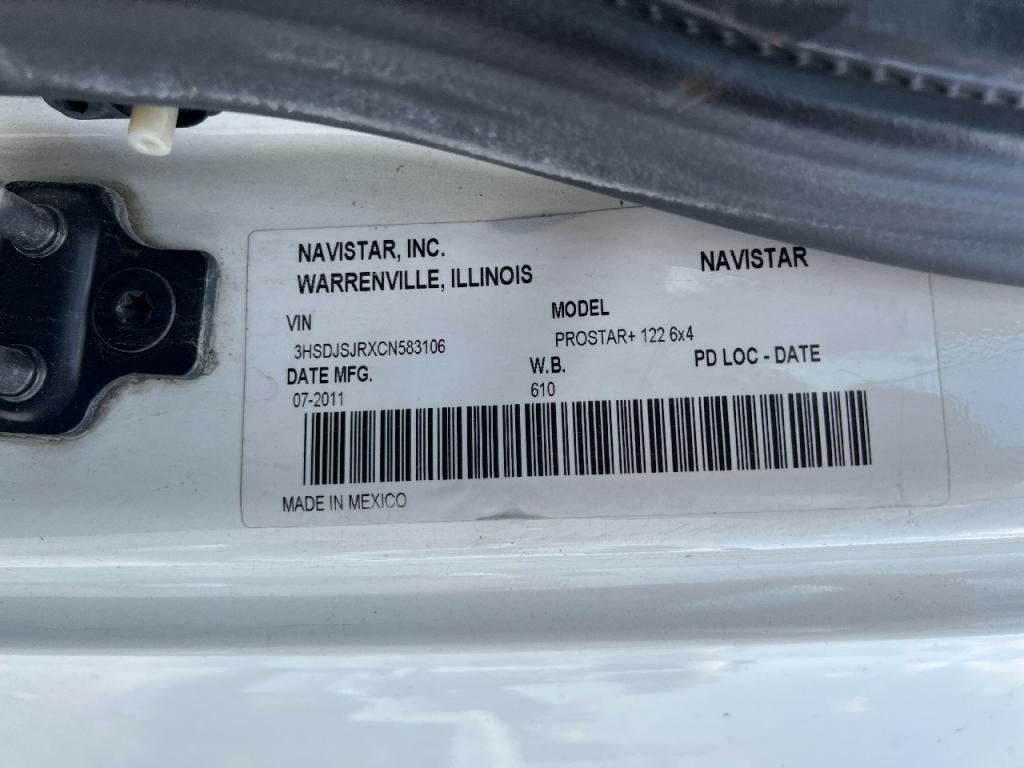 NAVISTAR, INC.
WARRENVILLE, ILLINOIS
NAVISTAR
VIN
3HSDJSJRXCN583106
MODEL
PROSTAR+ 122 6x4
DATE MFG.
07-2011
W.B.
610
PD LOC - DATE
MADE IN MEXICO